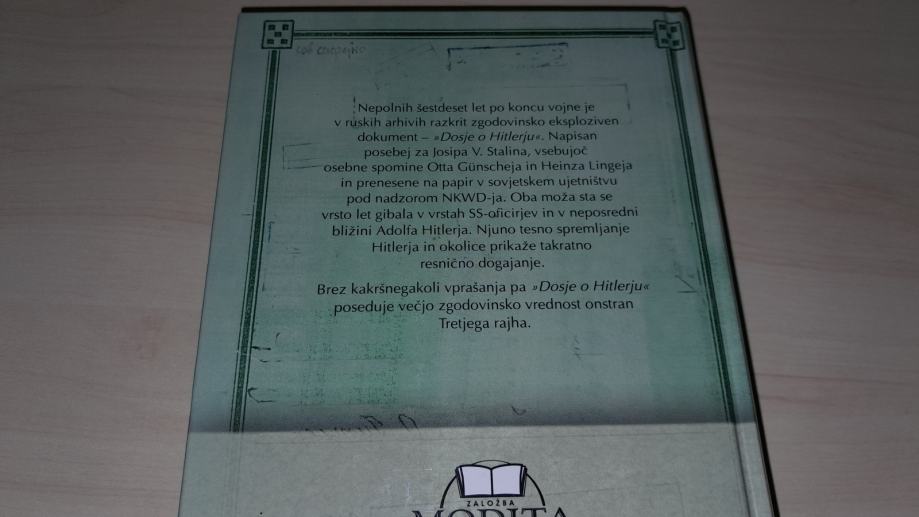 Nepolnih šestdeset let po koncu vojne je
v ruskih arhivih razkrit zgodovinsko eksploziven
dokument – »Dosje o Hitlerju«. Napisan
posebej za Josipa V. Stalina, vsebujoč
osebne spomine Otta Günscheja in Heinza Lingeja
in prenesene na papir v sovjetskem ujetništvu
pod nadzorom NKWD-ja. Oba moža sta se
vrsto let gibala v vrstah SS-oficirjev in v neposredni
bližini Adolfa Hitlerja. Njuno tesno spremljanje
Hitlerja in okolice prikaže takratno
resnično dogajanje.
Brez kakršnegakoli vprašanja pa »Dosje o Hitlerju«
poseduje večjo zgodovinsko vrednost onstran
Tretjega rajha.
ZALOŽBA